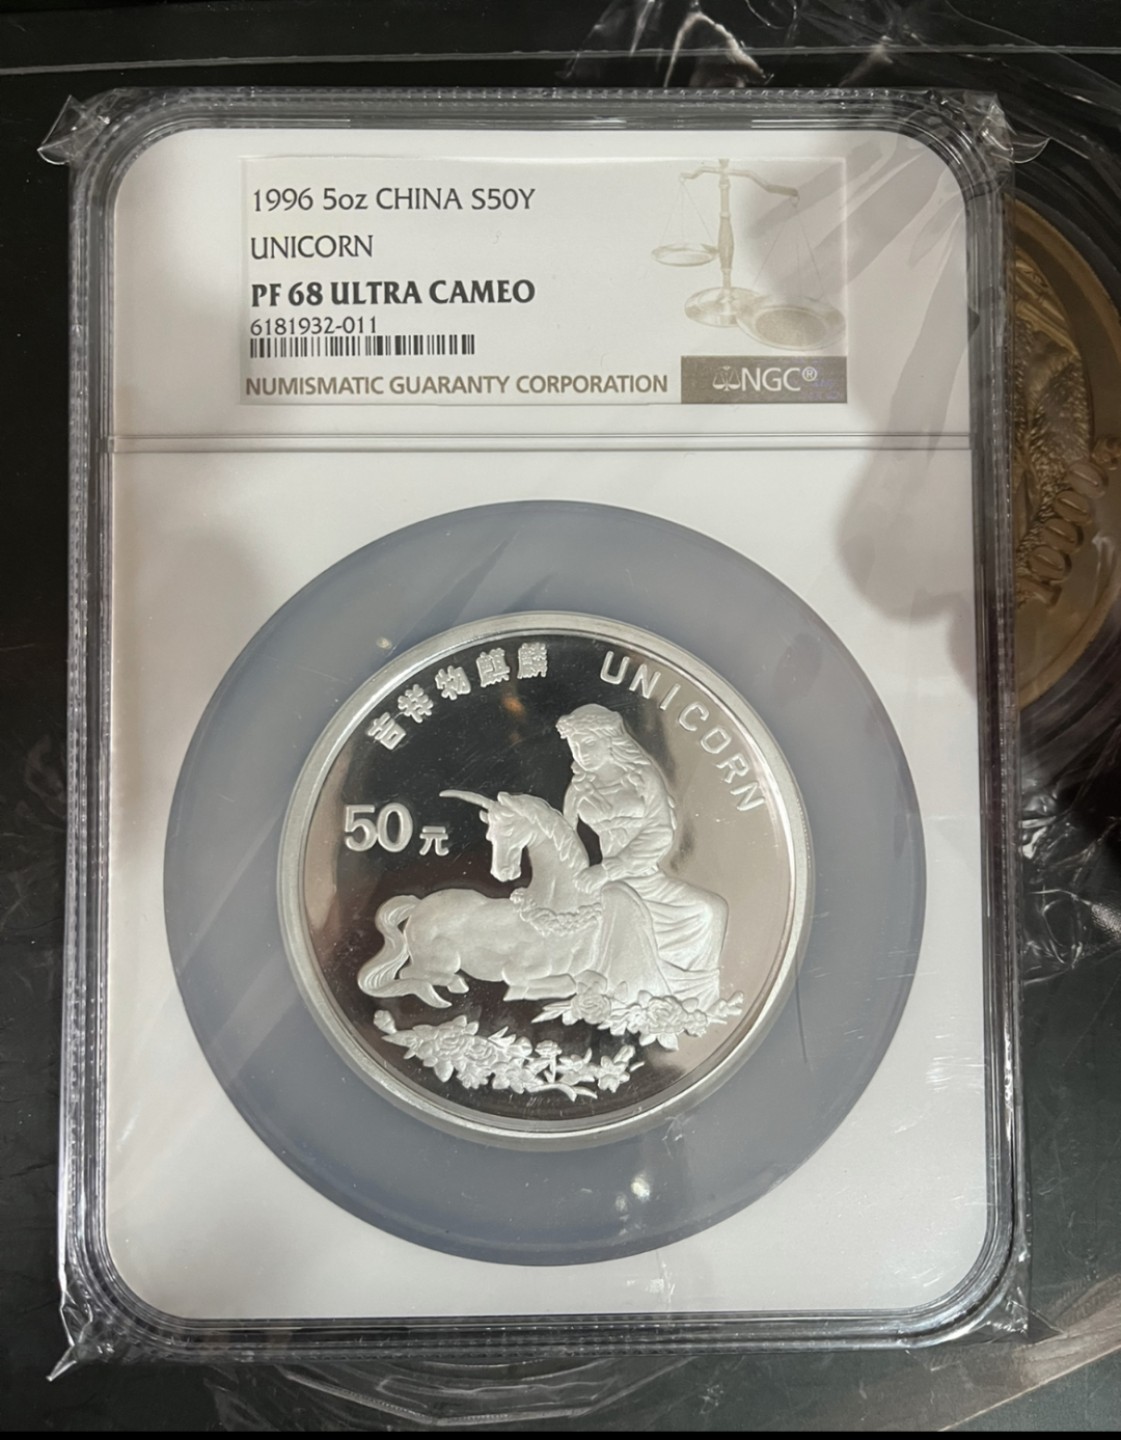 1996 5oz CHINA S50Y
UNICORN
PF 68 ULTRA CAMEO
6181932-011
NUMISMATIC GUARANTY CORPORATION
NGC®
吉祥物麒麟 UNICORN
50元